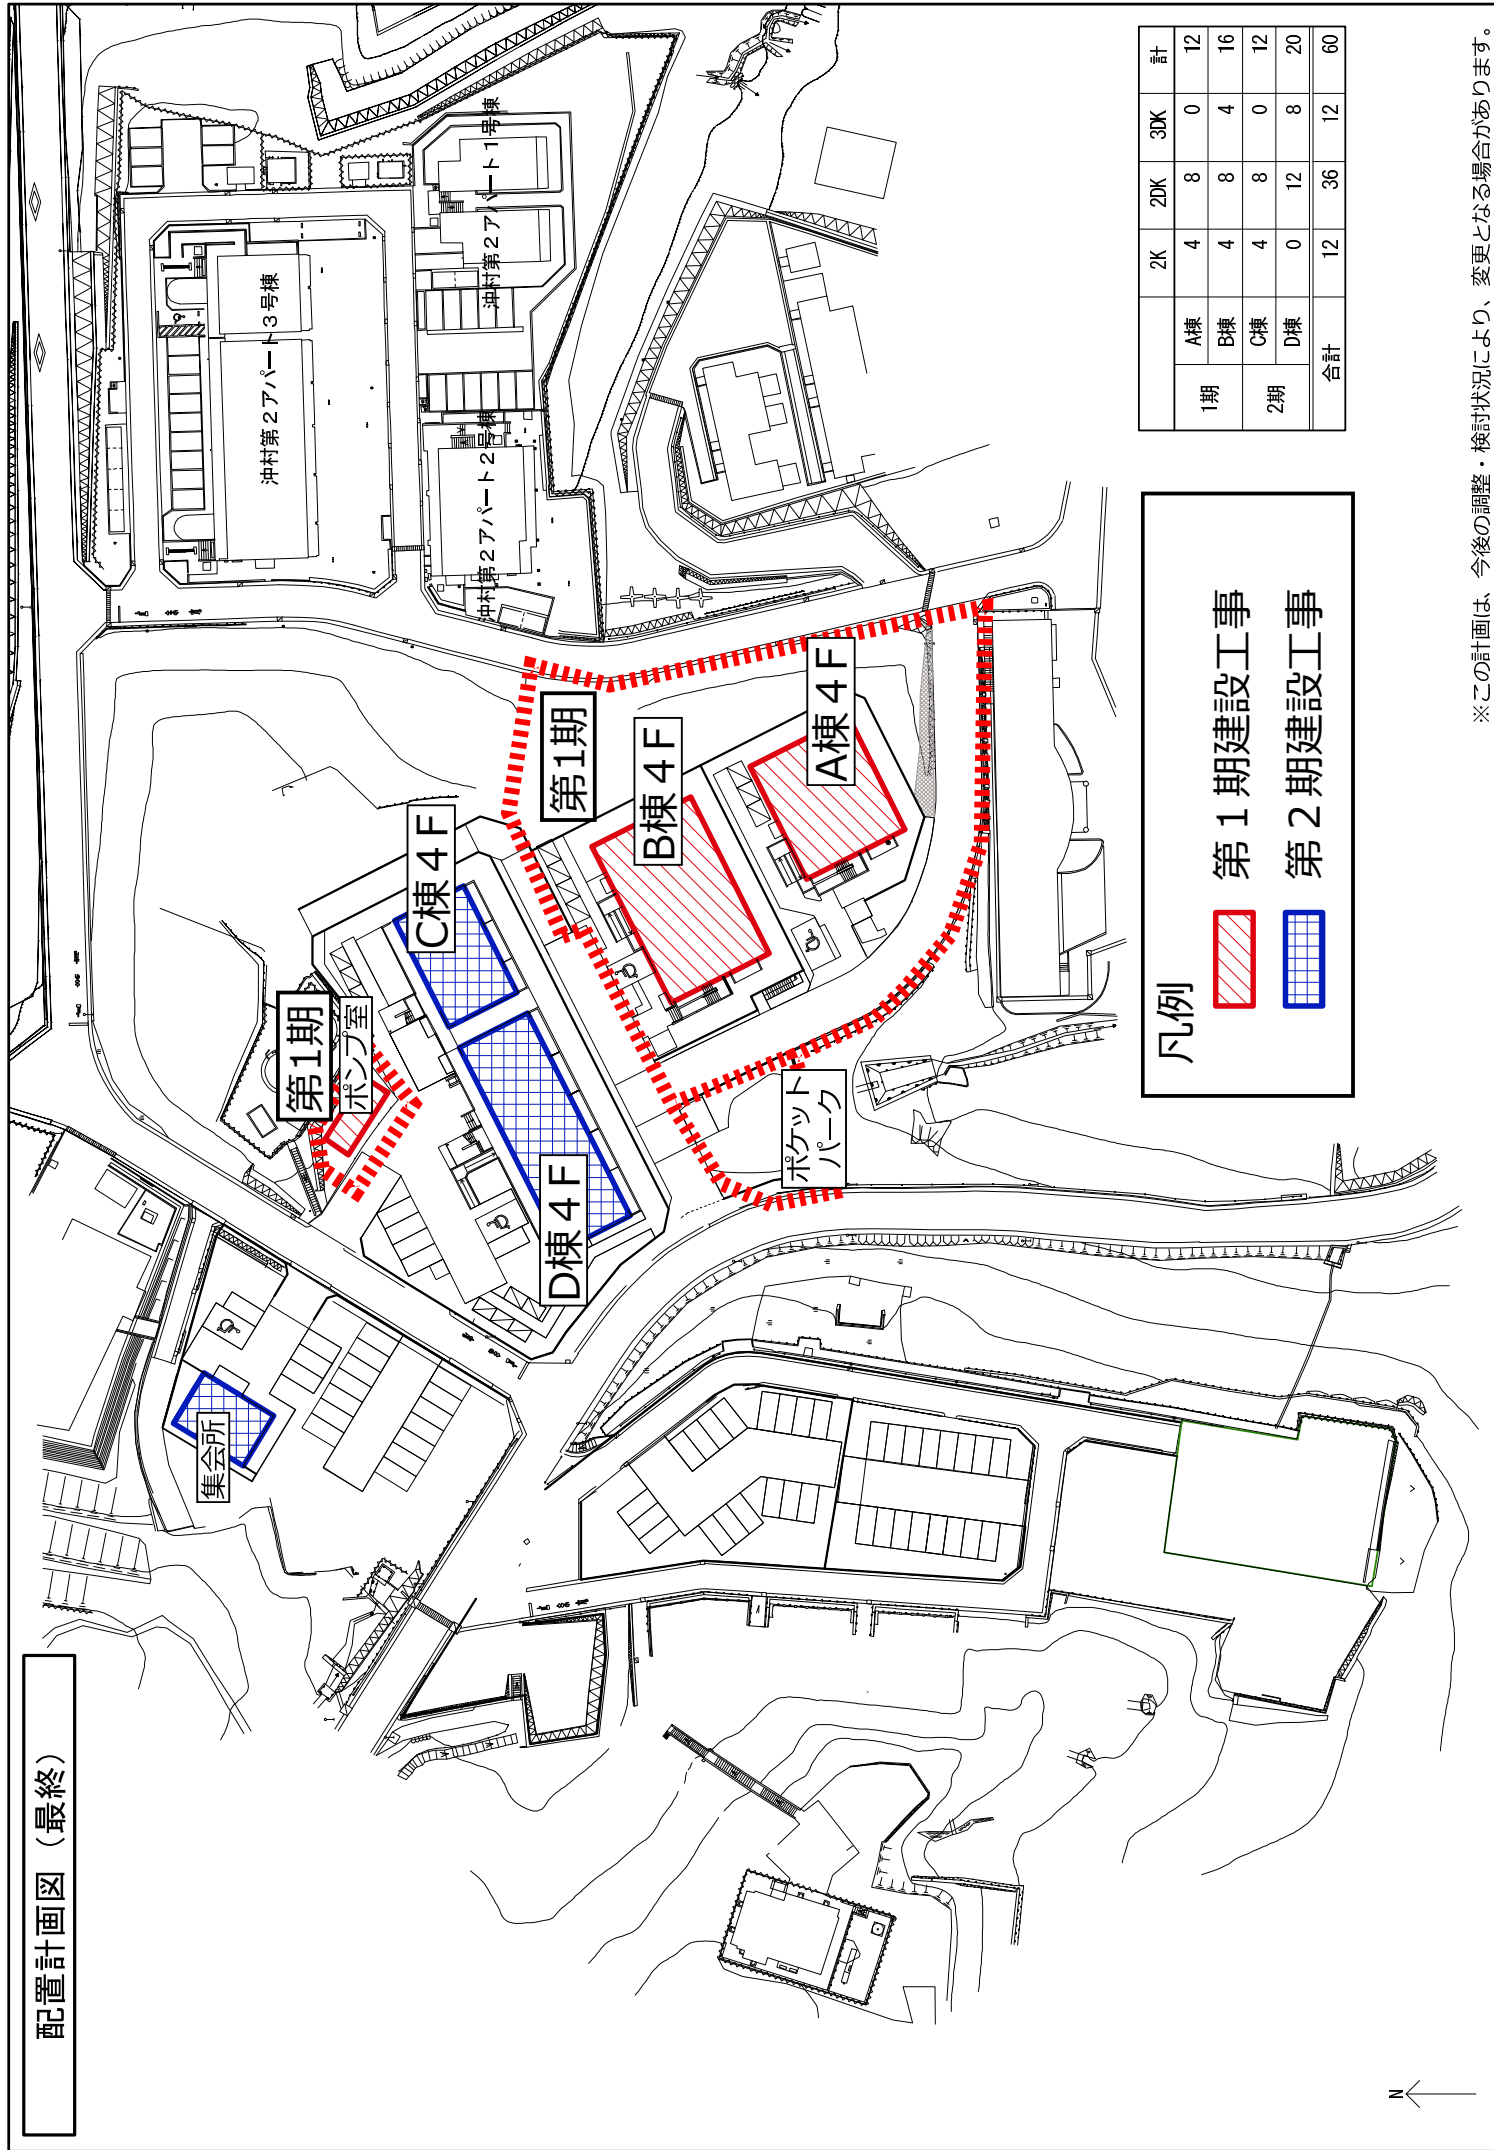 配置計画図（最終）
沖村第２アパート３号棟
沖村第２アパート１号棟
沖村第２アパート２号棟
集会所
第1期
ポンプ室
C棟４F
D棟４F
第1期
B棟４F
A棟４F
ポケット
パーク
凡例
第１期建設工事
第２期建設工事
2K 2DK 3DK 計
1期 A棟 4 8 0 12
B棟 4 8 4 16
2期 C棟 4 8 0 12
D棟 0 12 8 20
合計 12 36 12 60
※この計画は、今後の調整・検討状況により、変更となる場合があります。
N